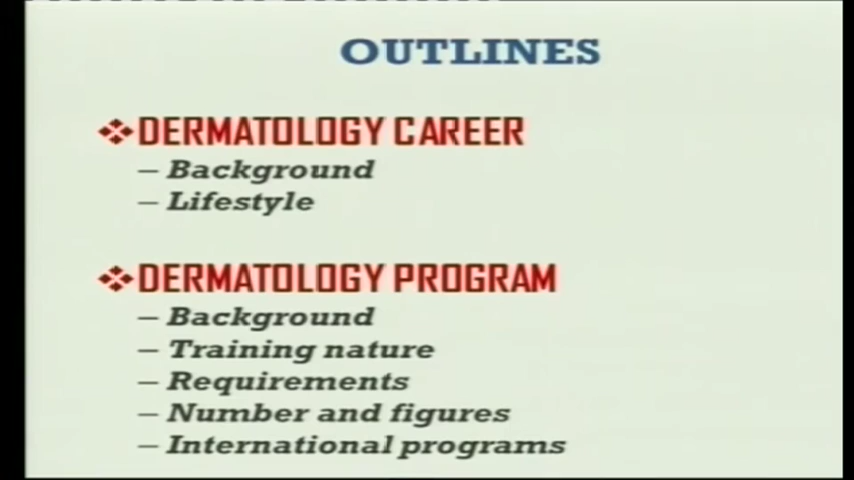 OUTLINES
DERMATOLOGY CAREER
– Background
– Lifestyle
DERMATOLOGY PROGRAM
– Background
– Training nature
– Requirements
– Number and figures
– International programs